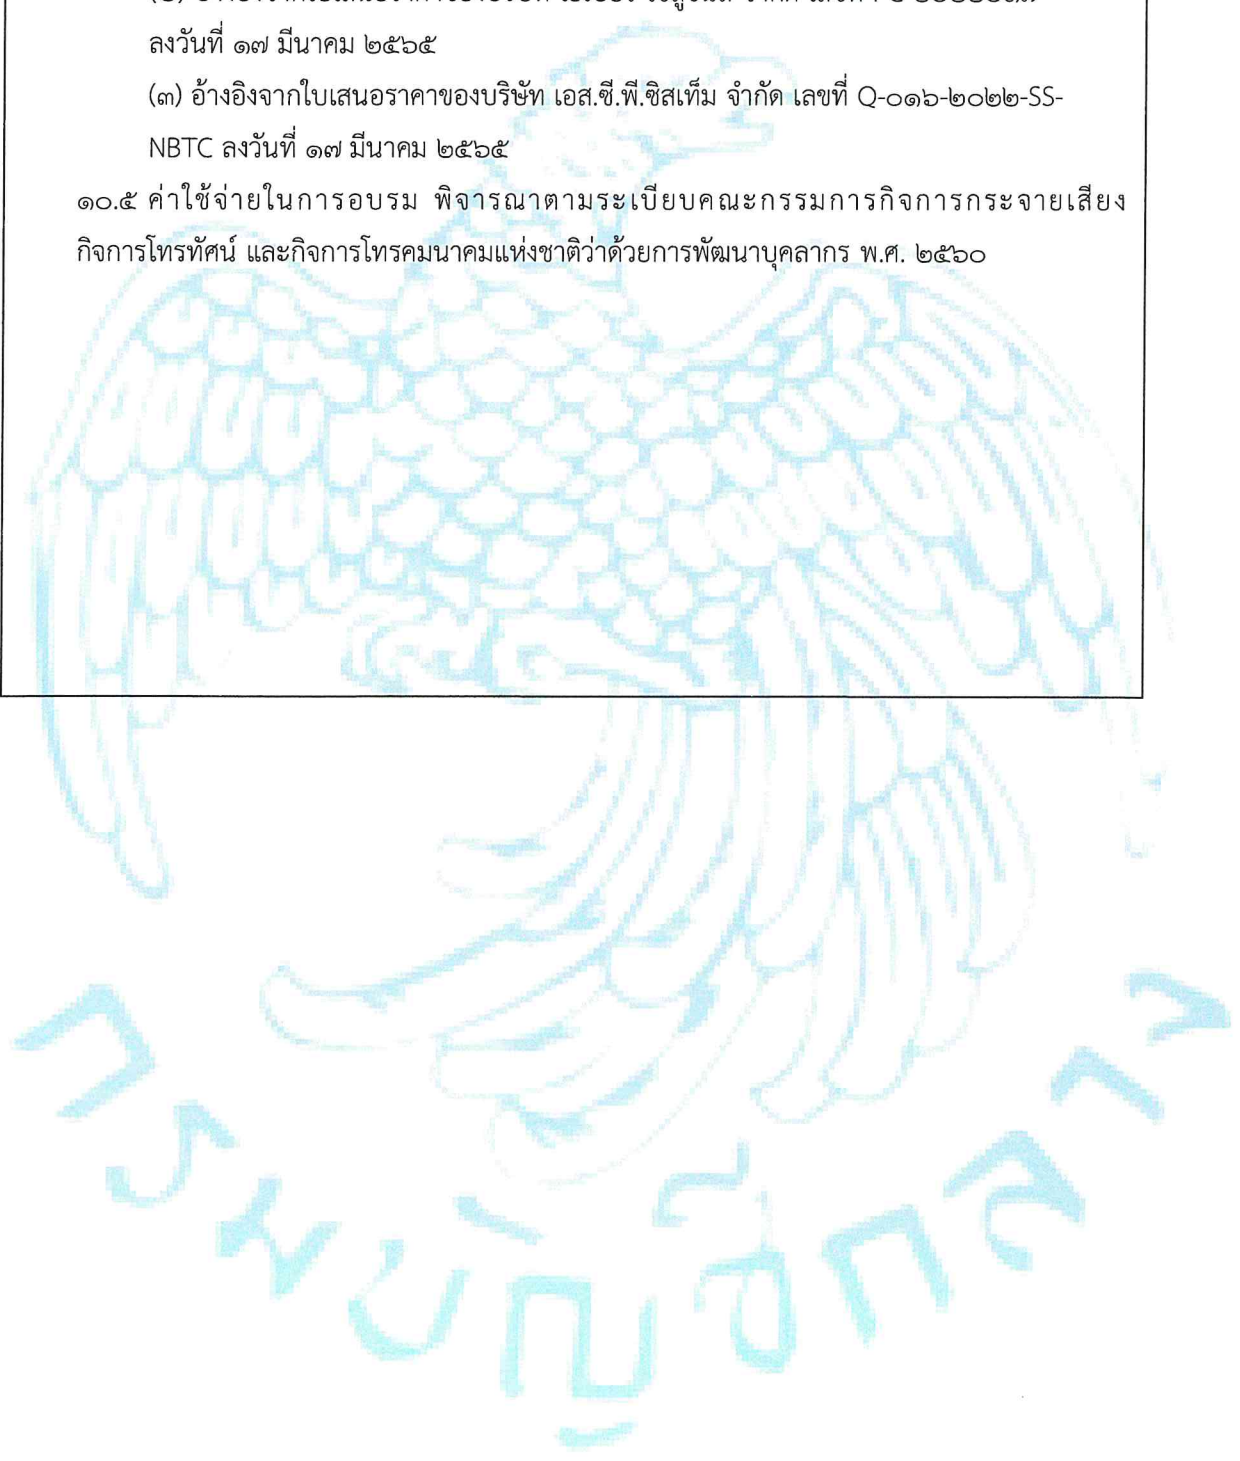 ลงวันที่ ๑๗ มีนาคม ๒๕๖๕
(๓) อ้างอิงจากใบเสนอราคาของบริษัท เอส.ซี.พี.ซิสเท็ม จำกัด เลขที่ Q-๐๑๖-๒๐๒๒-SS-
NBTC ลงวันที่ ๑๗ มีนาคม ๒๕๖๕
๑๐.๕ ค่าใช้จ่ายในการอบรม พิจารณาตามระเบียบคณะกรรมการกิจการกระจายเสียง
กิจการโทรทัศน์ และกิจการโทรคมนาคมแห่งชาติว่าด้วยการพัฒนาบุคลากร พ.ศ. ๒๕๖๐
กรมบัญชีกลาง